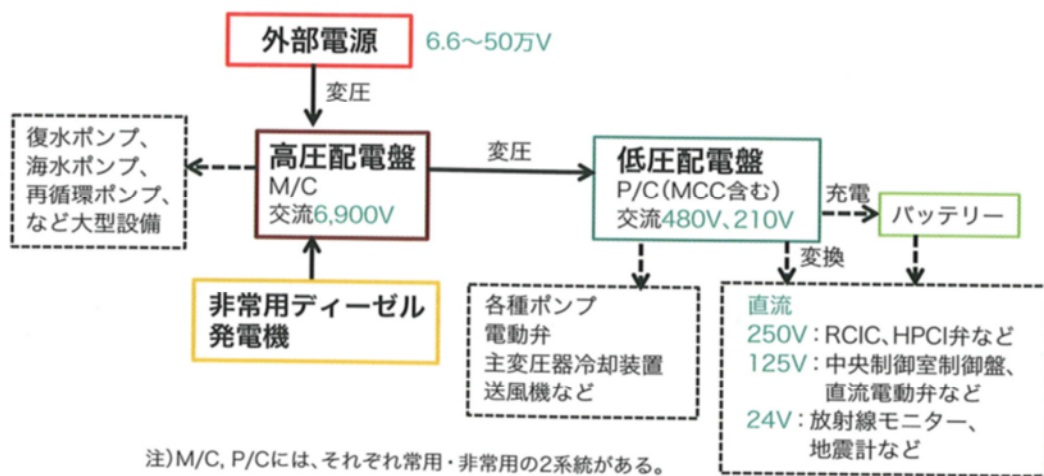 外部電源
6.6～50万V
変圧
復水ポンプ、
海水ポンプ、
再循環ポンプ、
など大型設備
高圧配電盤
M/C
交流6,900V
変圧
低圧配電盤
P/C(MCC含む)
交流480V、210V
充電
バッテリー
変換
非常用ディーゼル
発電機
各種ポンプ
電動弁
主変圧器冷却装置
送風機など
直流
250V：RCIC、HPCI弁など
125V：中央制御室制御盤、
直流電動弁など
24V：放射線モニター、
地震計など
注)M/C, P/Cには、それぞれ常用・非常用の2系統がある。